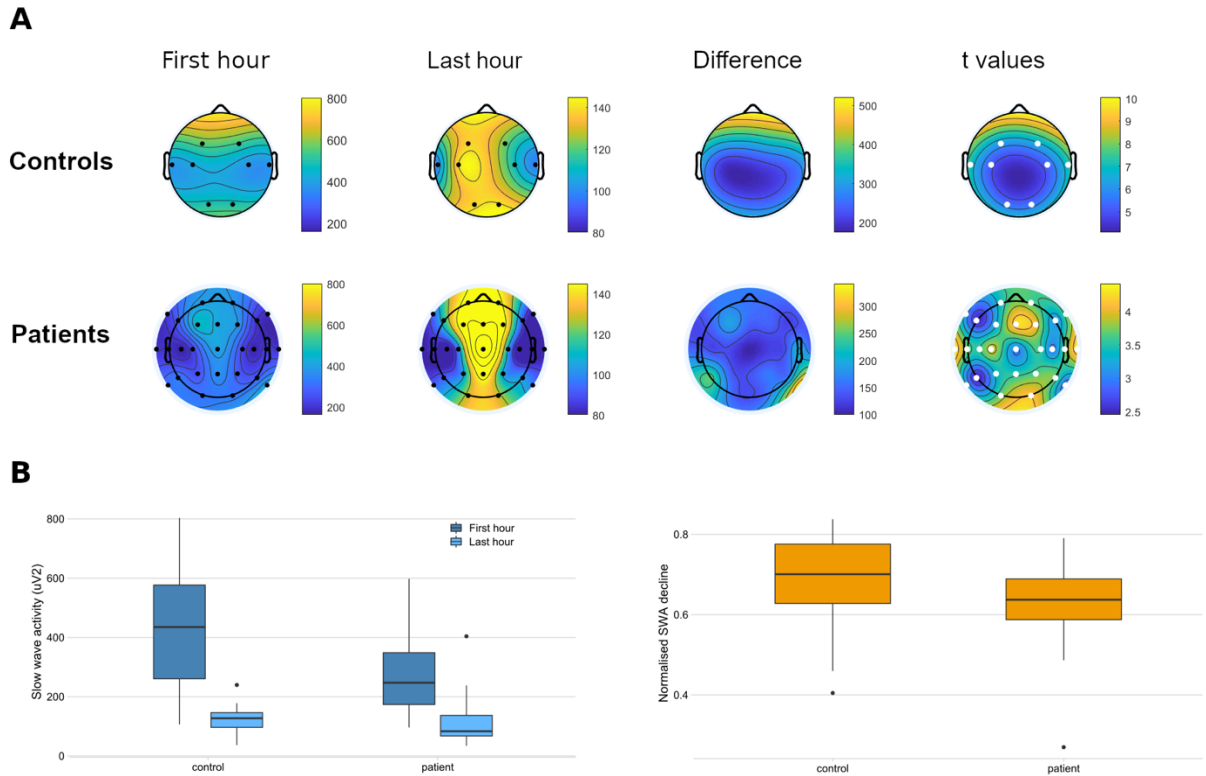 A
First hour
Last hour
Difference
t values
Controls
800
600
400
200
140
120
100
80
500
400
300
200
10
9
8
7
6
5
Patients
800
600
400
200
140
120
100
80
300
250
200
150
100
4
3.5
3
2.5
B
Slow wave activity (uV2)
800
600
400
200
0
First hour
Last hour
control
patient
Normalised SWA decline
0.8
0.6
0.4
control
patient